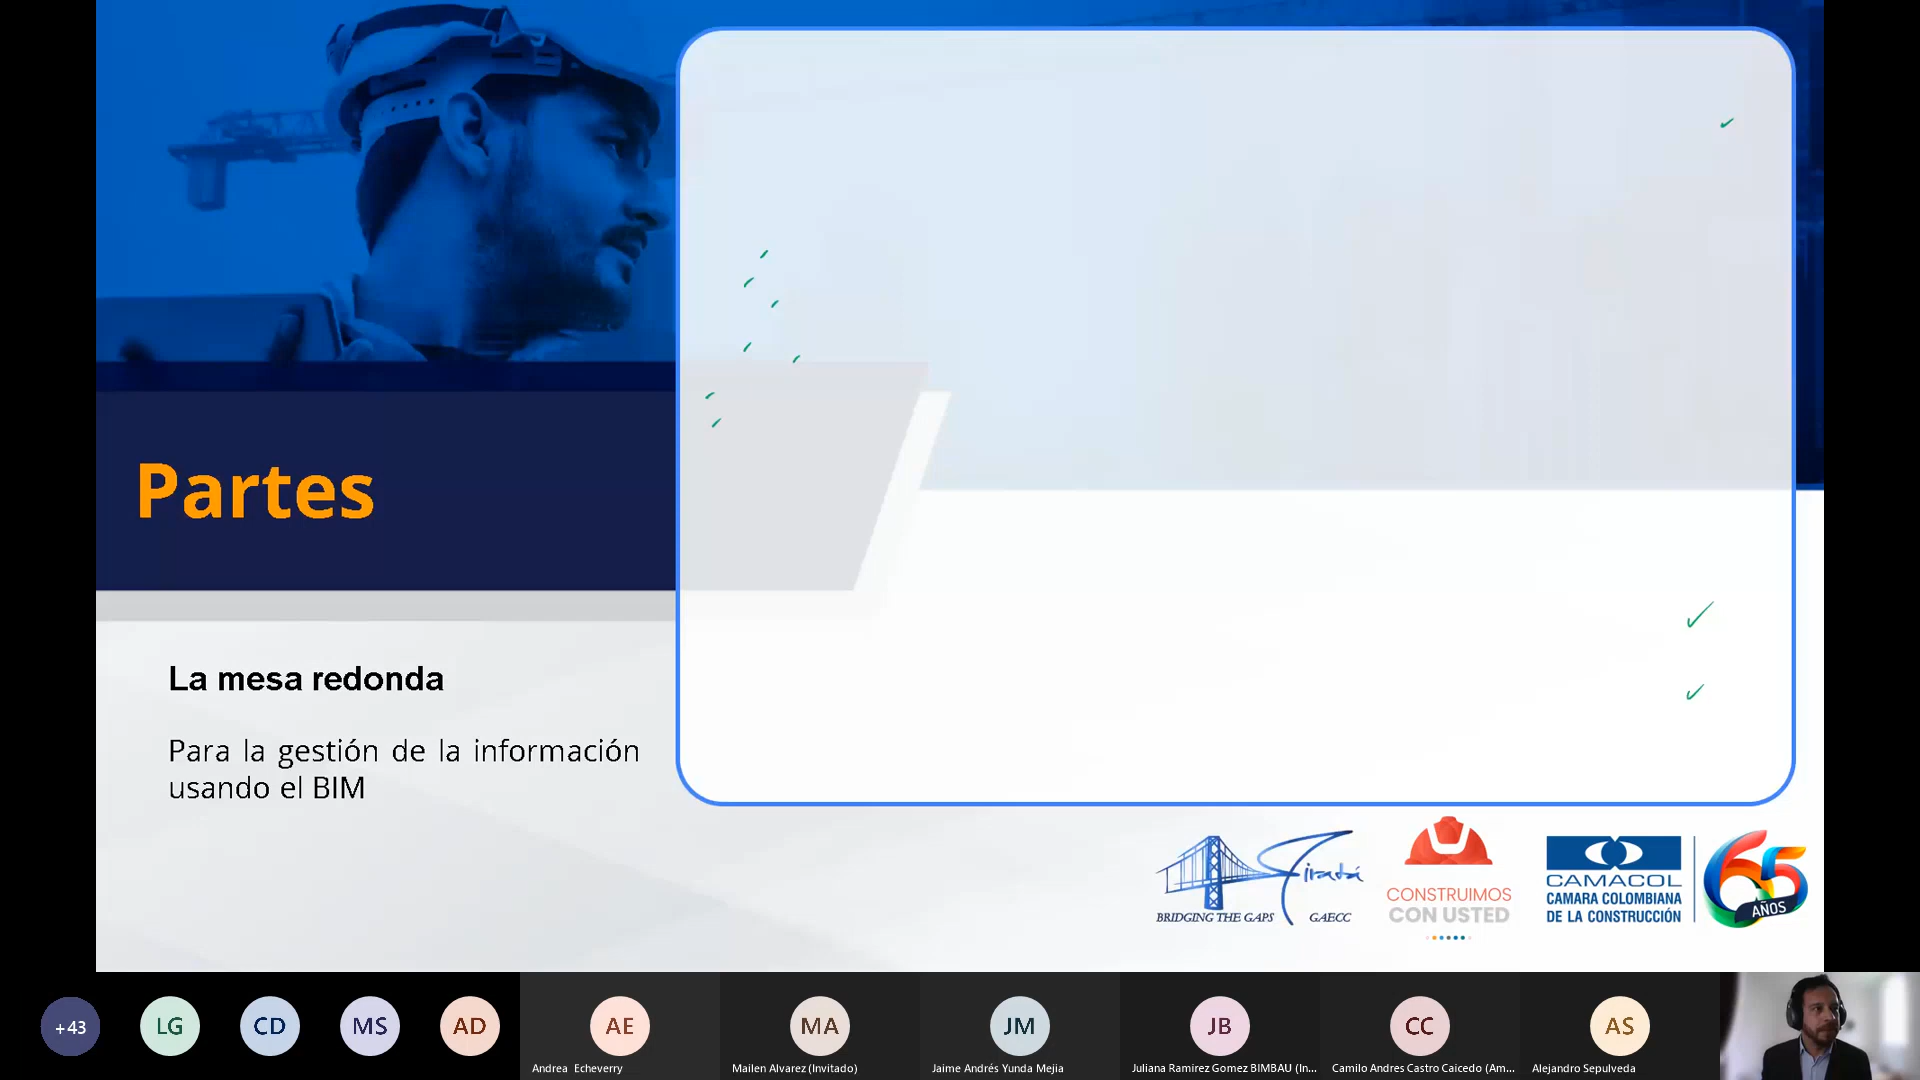 Partes
La mesa redonda
Para la gestión de la información
usando el BIM
BRIDGING THE GAPS GAECC
CONSTRUIMOS
CON USTED
CAMACOL
CAMARA COLOMBIANA
DE LA CONSTRUCCIÓN
65
AÑOS
+43
LG
CD
MS
AD
AE
MA
JM
JB
CC
AS
Andrea Echeverry
Mailen Alvarez (Invitado)
Jaime Andrés Yunda Mejia
Juliana Ramirez Gomez BIMBAU (In...
Camilo Andres Castro Caicedo (Am...
Alejandro Sepulveda